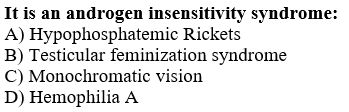 It is an androgen insensitivity syndrome:
A) Hypophosphatemic Rickets
B) Testicular feminization syndrome
C) Monochromatic vision
D) Hemophilia A